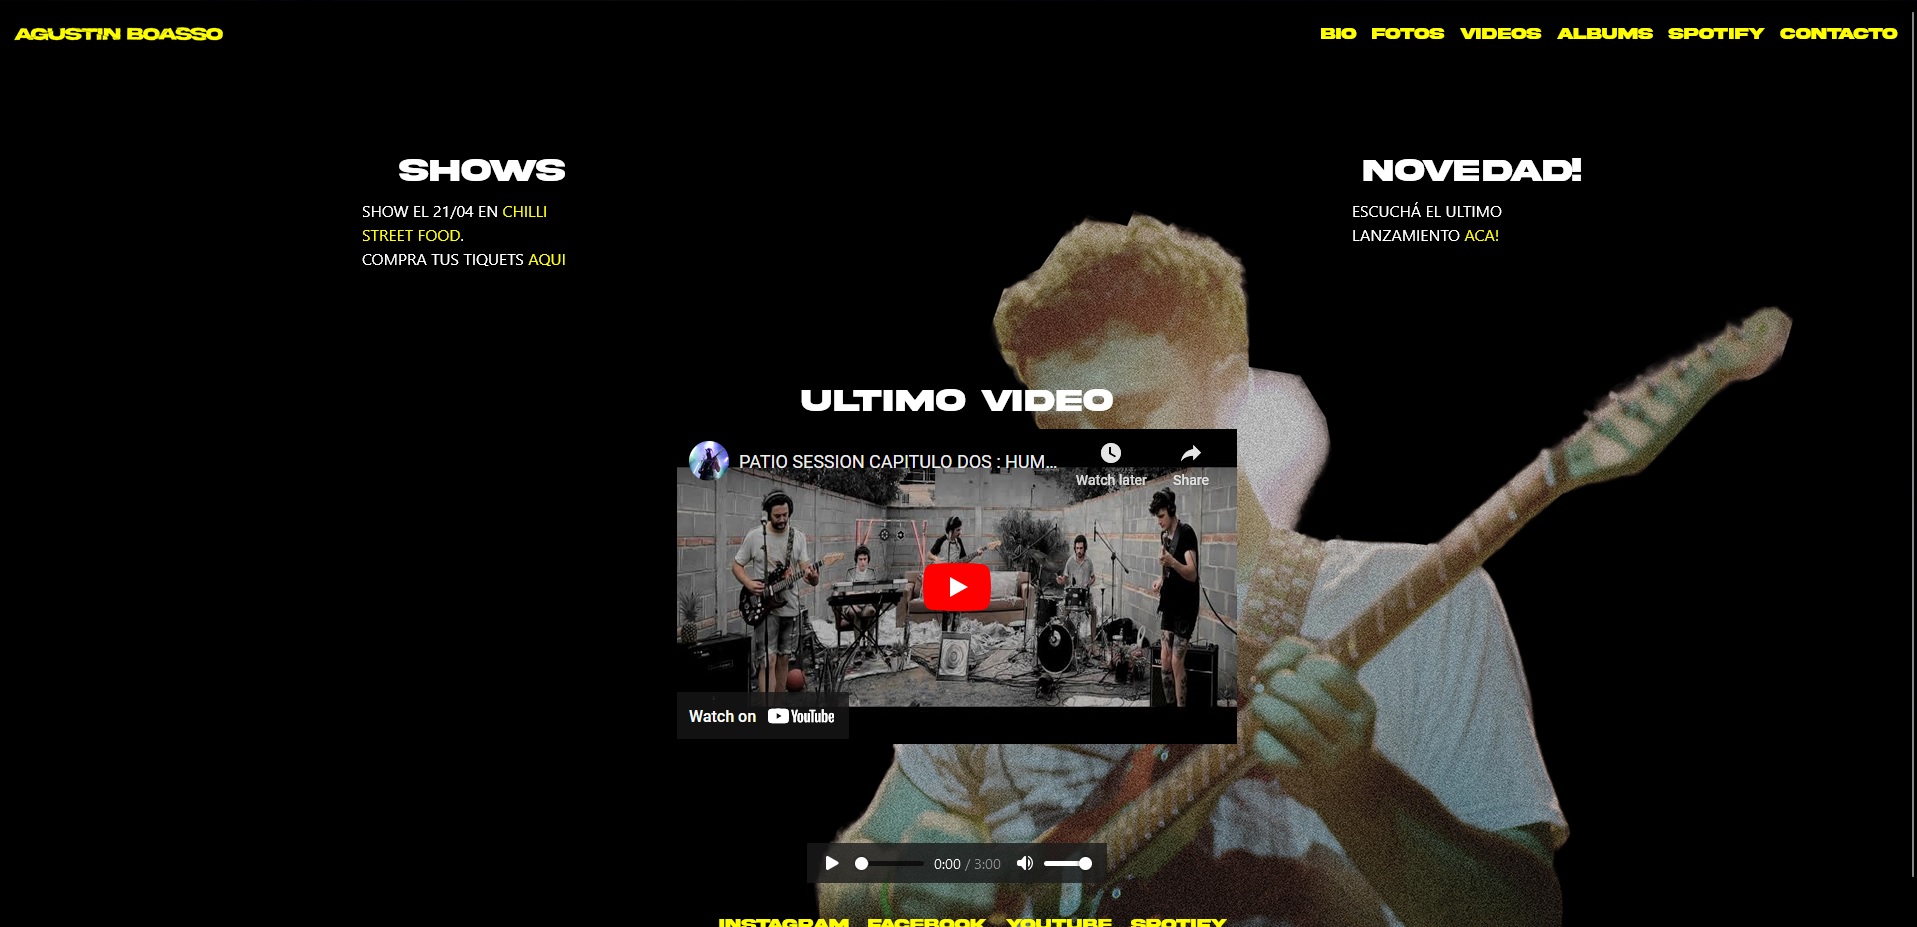 AGUSTIN BOASSO
BIO FOTOS VIDEOS ALBUMS SPOTIFY CONTACTO
SHOWS
SHOW EL 21/04 EN CHILLI
STREET FOOD.
COMPRA TUS TIQUETS AQUI
NOVEDAD!
ESCUCHÁ EL ULTIMO
LANZAMIENTO ACA!
ULTIMO VIDEO
PATIO SESSION CAPITULO DOS : HUM...
Watch later
Share
Watch on YouTube
0:00 / 3:00
INSTAGRAM FACEBOOK YOUTUBE SPOTIFY